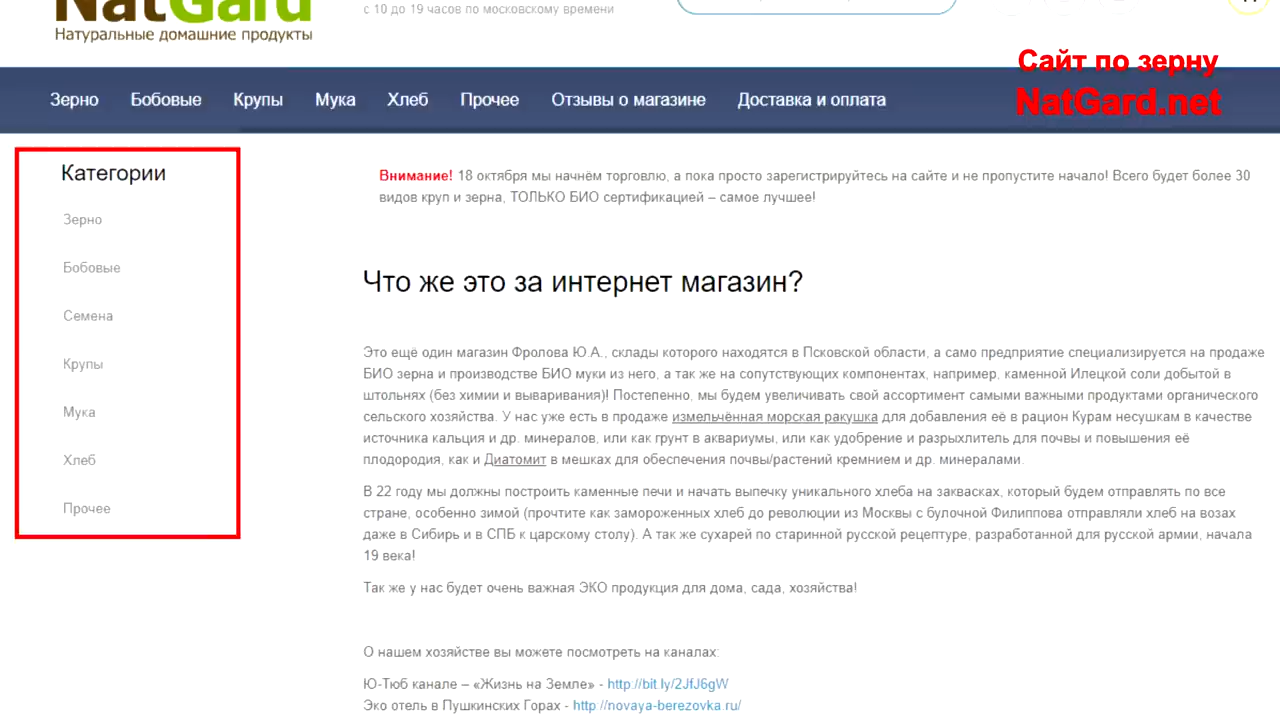 NatGard
Натуральные домашние продукты
с 10 до 19 часов по московскому времени
Сайт по зерну
NatGard.net
Зерно Бобовые Крупы Мука Хлеб Прочее Отзывы о магазине Доставка и оплата
Категории
Зерно
Бобовые
Семена
Крупы
Мука
Хлеб
Прочее
Внимание! 18 октября мы начнём торговлю, а пока просто зарегистрируйтесь на сайте и не пропустите начало! Всего будет более 30
видов круп и зерна, ТОЛЬКО БИО сертификацией – самое лучшее!
Что же это за интернет магазин?
Это ещё один магазин Фролова Ю.А., склады которого находятся в Псковской области, а само предприятие специализируется на продаже
БИО зерна и производстве БИО муки из него, а так же на сопутствующих компонентах, например, каменной Илецкой соли добытой в
штольнях (без химии и вываривания)! Постепенно, мы будем увеличивать свой ассортимент самыми важными продуктами органического
сельского хозяйства. У нас уже есть в продаже измельчённая морская ракушка для добавления её в рацион Курам несушкам в качестве
источника кальция и др. минералов, или как грунт в аквариумы, или как удобрение и разрыхлитель для почвы и повышения её
плодородия, как и Диатомит в мешках для обеспечения почвы/растений кремнием и др. минералами.
В 22 году мы должны построить каменные печи и начать выпечку уникального хлеба на заквасках, который будем отправлять по все
стране, особенно зимой (прочтите как замороженных хлеб до революции из Москвы с булочной Филиппова отправляли хлеб на возах
даже в Сибирь и в СПБ к царскому столу). А так же сухарей по старинной русской рецептуре, разработанной для русской армии, начала
19 века!
Так же у нас будет очень важная ЭКО продукция для дома, сада, хозяйства!
О нашем хозяйстве вы можете посмотреть на каналах:
Ю-Тюб канале – «Жизнь на Земле» - http://bit.ly/2JfJ6gW
Эко отель в Пушкинских Горах - http://novaya-berezovka.ru/